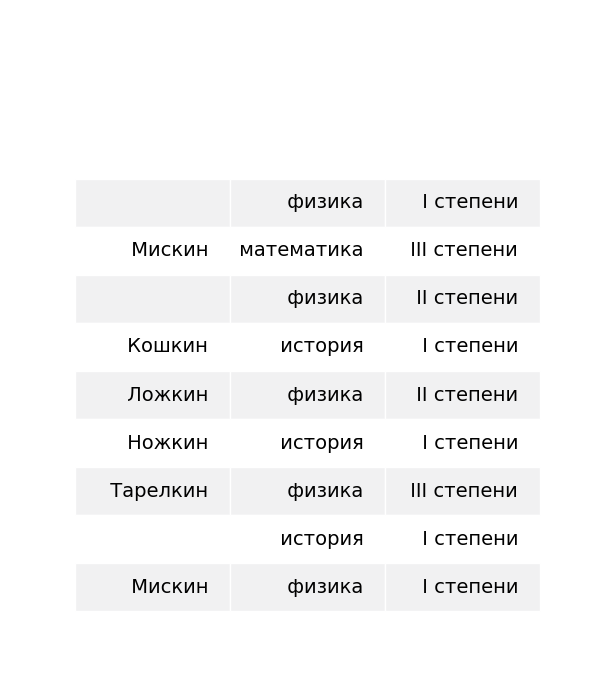 физика I степени
Мискин математика III степени
физика II степени
Кошкин история I степени
Ложкин физика II степени
Ножкин история I степени
Тарелкин физика III степени
история I степени
Мискин физика I степени